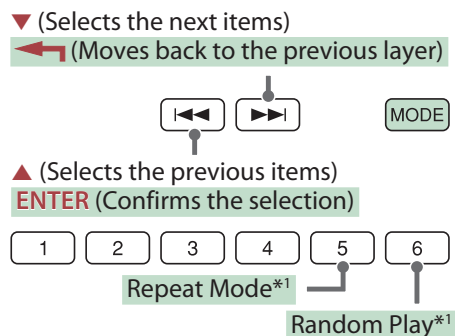 ▼ (Selects the next items)
(Moves back to the previous layer)
MODE
▲ (Selects the previous items)
ENTER (Confirms the selection)
1 2 3 4 5 6
Repeat Mode*1
Random Play*1